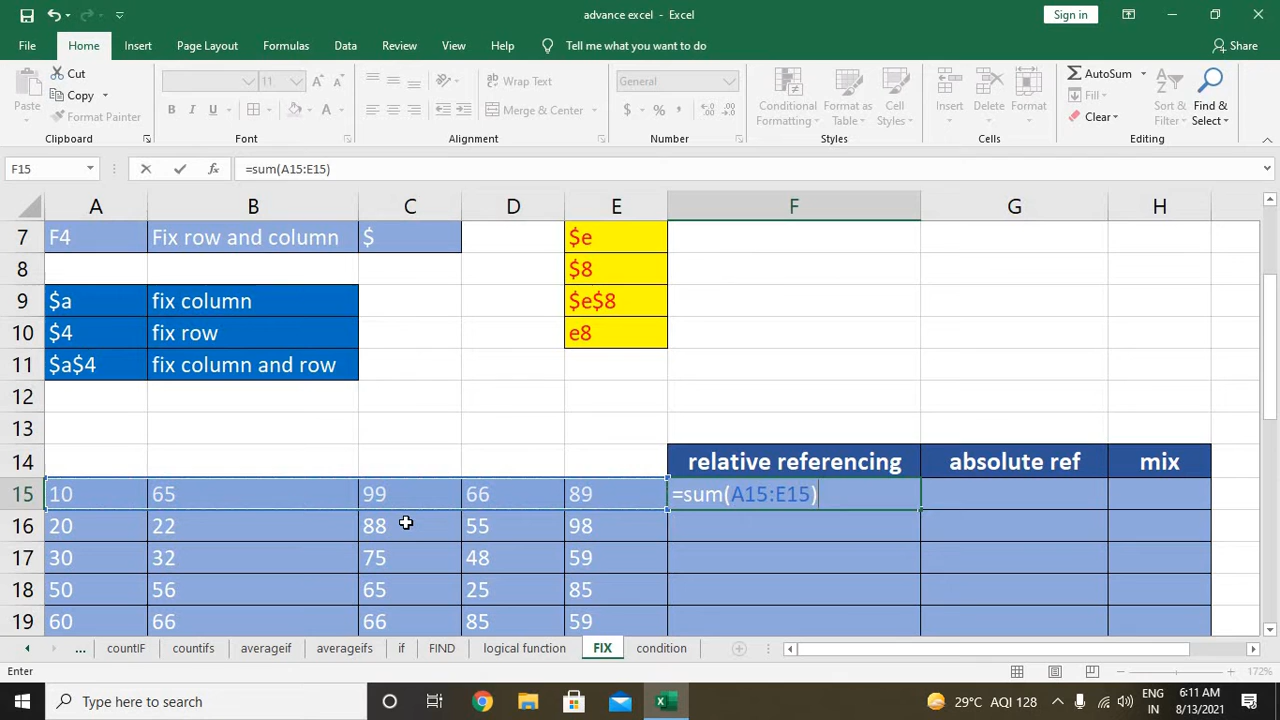 advance excel - Excel
Sign in
File Home Insert Page Layout Formulas Data Review View Help Tell me what you want to do Share
Cut
Copy
Format Painter
Paste
Clipboard
11
B I U
Font
Wrap Text
Merge & Center
Alignment
General
$ % ,
Number
Conditional Formatting
Format as Table
Cell Styles
Styles
Insert Delete Format
Cells
AutoSum
Fill
Clear
Sort & Filter
Find & Select
Editing
F15 fx =sum(A15:E15)
A B C D E F G H
7 F4 Fix row and column $ $e
8 $8
9 $a fix column $e$8
10 $4 fix row e8
11 $a$4 fix column and row
12
13
14 relative referencing absolute ref mix
15 10 65 99 66 89 =sum(A15:E15)
16 20 22 88 55 98
17 30 32 75 48 59
18 50 56 65 25 85
19 60 66 66 85 59
... countIF countifs averageif averageifs if FIND logical function FIX condition
Enter 172%
Type here to search
29°C AQI 128
ENG IN
6:11 AM
8/13/2021